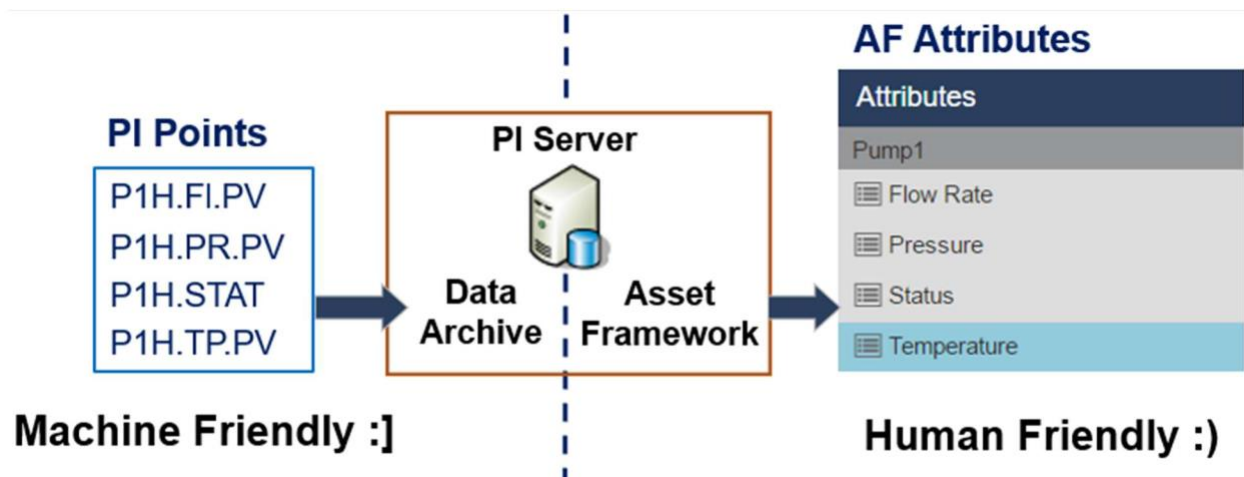 PI Points
P1H.FI.PV
P1H.PR.PV
P1H.STAT
P1H.TP.PV
Machine Friendly :]
PI Server
Data
Archive
Asset
Framework
AF Attributes
Attributes
Pump1
Flow Rate
Pressure
Status
Temperature
Human Friendly :)